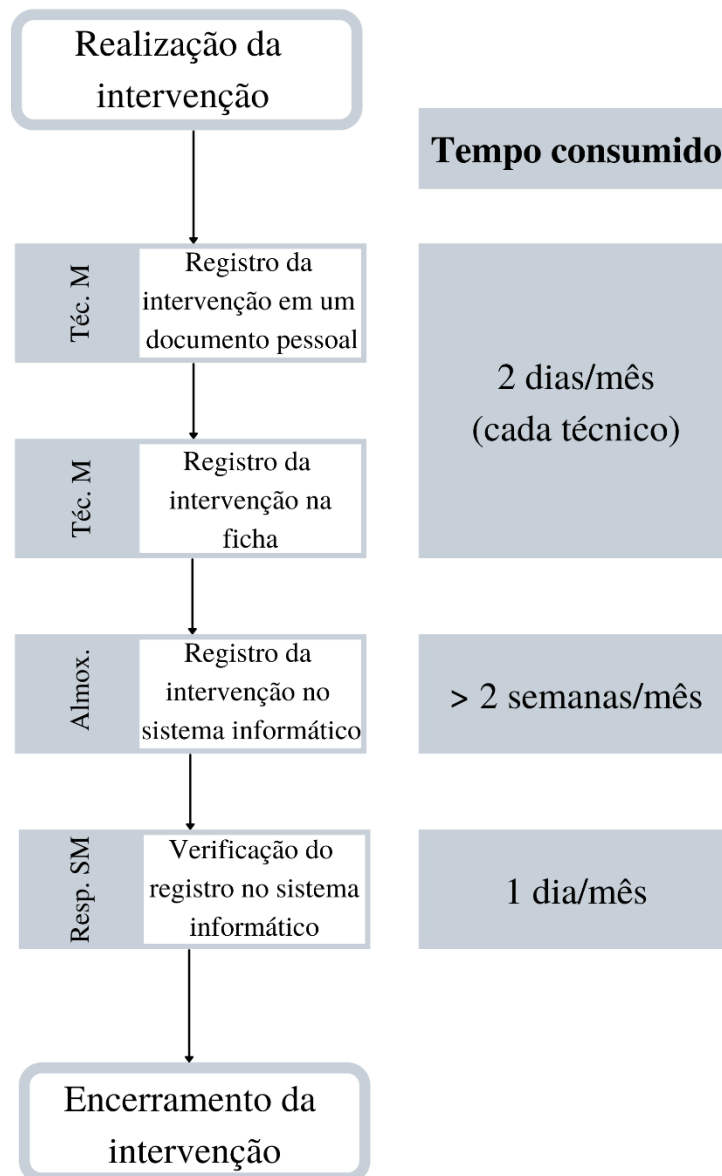 Realização da
intervenção
Tempo consumido
Téc. M
Registro da
intervenção em um
documento pessoal
2 dias/mês
(cada técnico)
Téc. M
Registro da
intervenção na
ficha
Almox.
Registro da
intervenção no
sistema informático
> 2 semanas/mês
Resp. SM
Verificação do
registro no sistema
informático
1 dia/mês
Encerramento da
intervenção